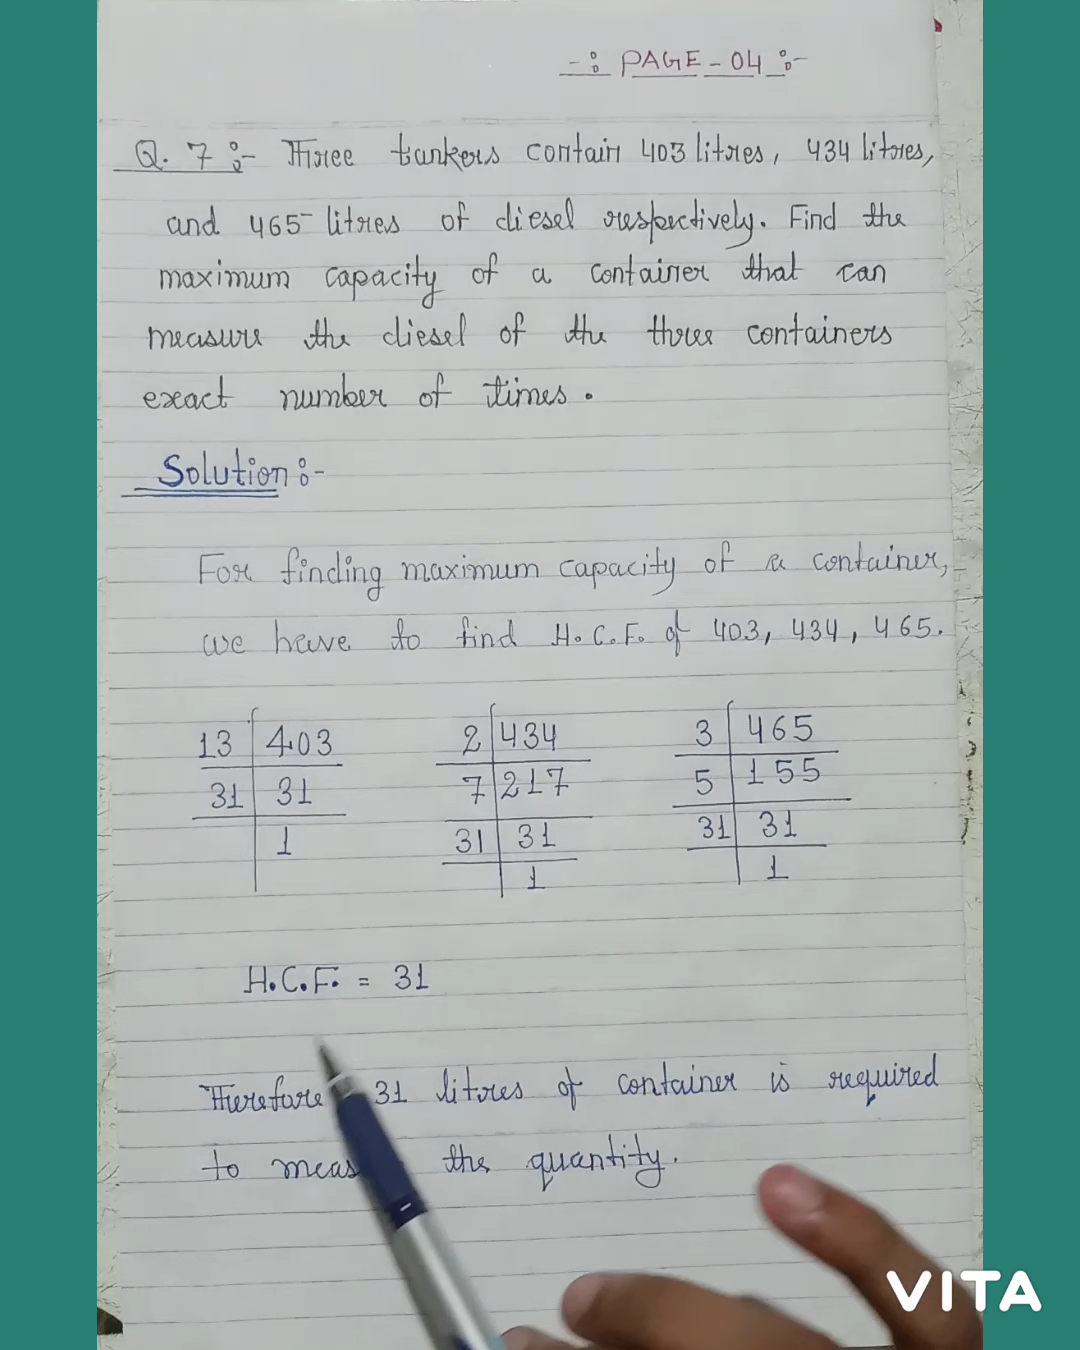 -: PAGE - 04 :-
Q. 7 :- Three tankers contain 403 litres, 434 litres,
and 465 litres of diesel respectively. Find the
maximum capacity of a container that can
measure the diesel of the three containers
exact number of times.
Solution :-
For finding maximum capacity of a container,
we have to find H.C.F. of 403, 434, 465.
13 | 403   2 | 434   3 | 465
31 | 31   7 | 217   5 | 155
1   31 | 31   31 | 31
1   1
H.C.F. = 31
Therefore 31 litres of container is required
to meas the quantity.
VITA